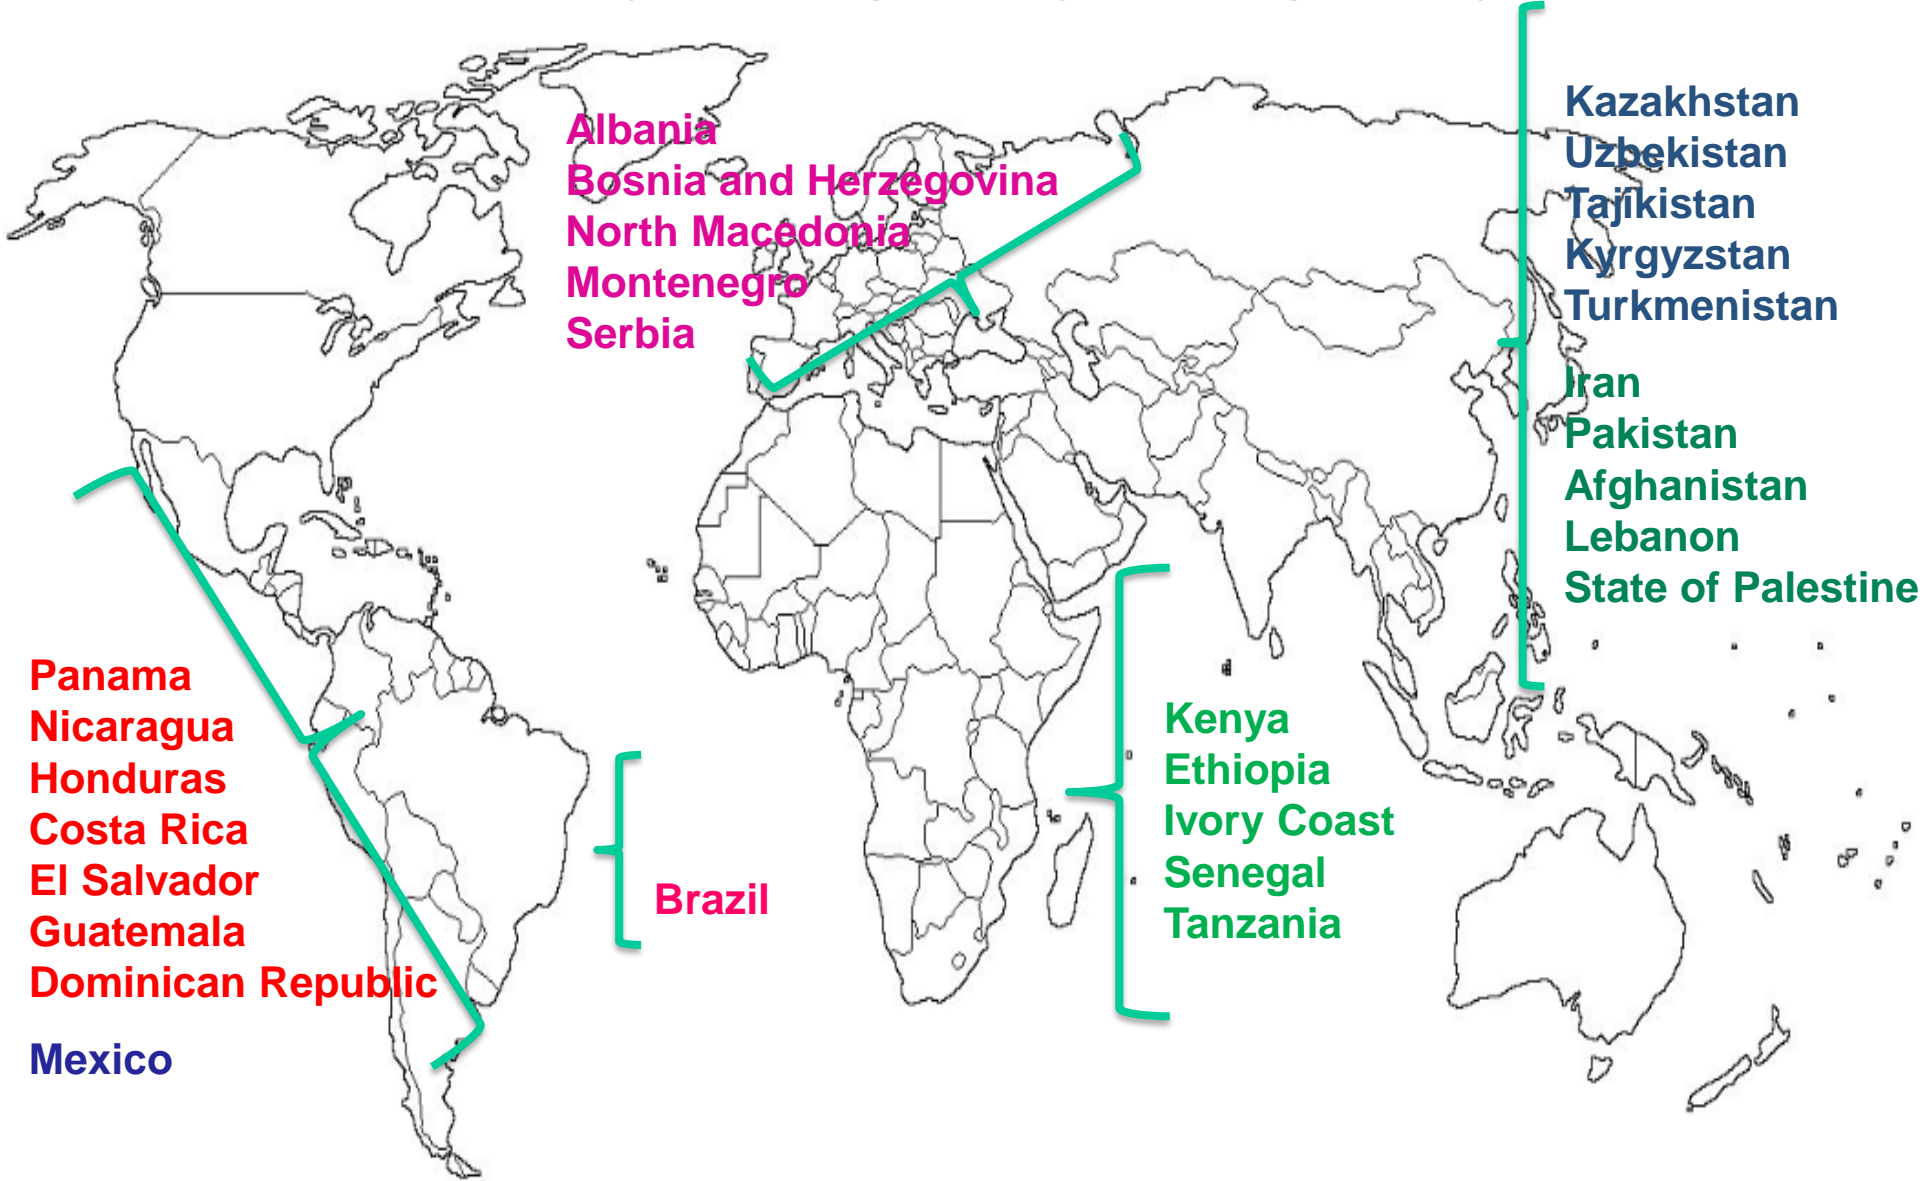 Albania
Bosnia and Herzegovina
North Macedonia
Montenegro
Serbia
Kazakhstan
Uzbekistan
Tajikistan
Kyrgyzstan
Turkmenistan
Iran
Pakistan
Afghanistan
Lebanon
State of Palestine
Panama
Nicaragua
Honduras
Costa Rica
El Salvador
Guatemala
Dominican Republic
Mexico
Brazil
Kenya
Ethiopia
Ivory Coast
Senegal
Tanzania